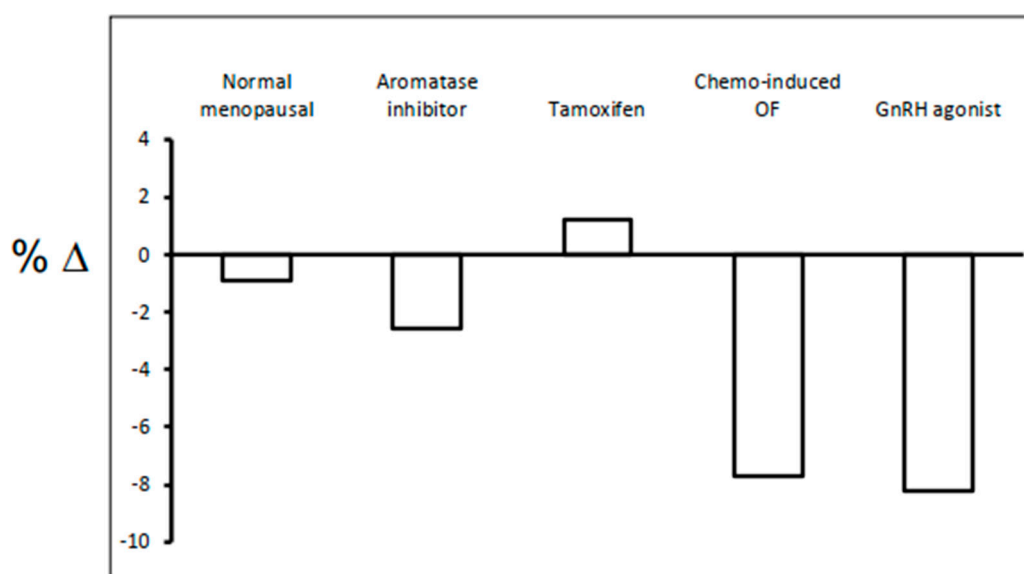 Normal
menopausal
Aromatase
inhibitor
Tamoxifen
Chemo-induced
OF
GnRH agonist
4
2
0
-2
-4
-6
-8
-10
% Δ